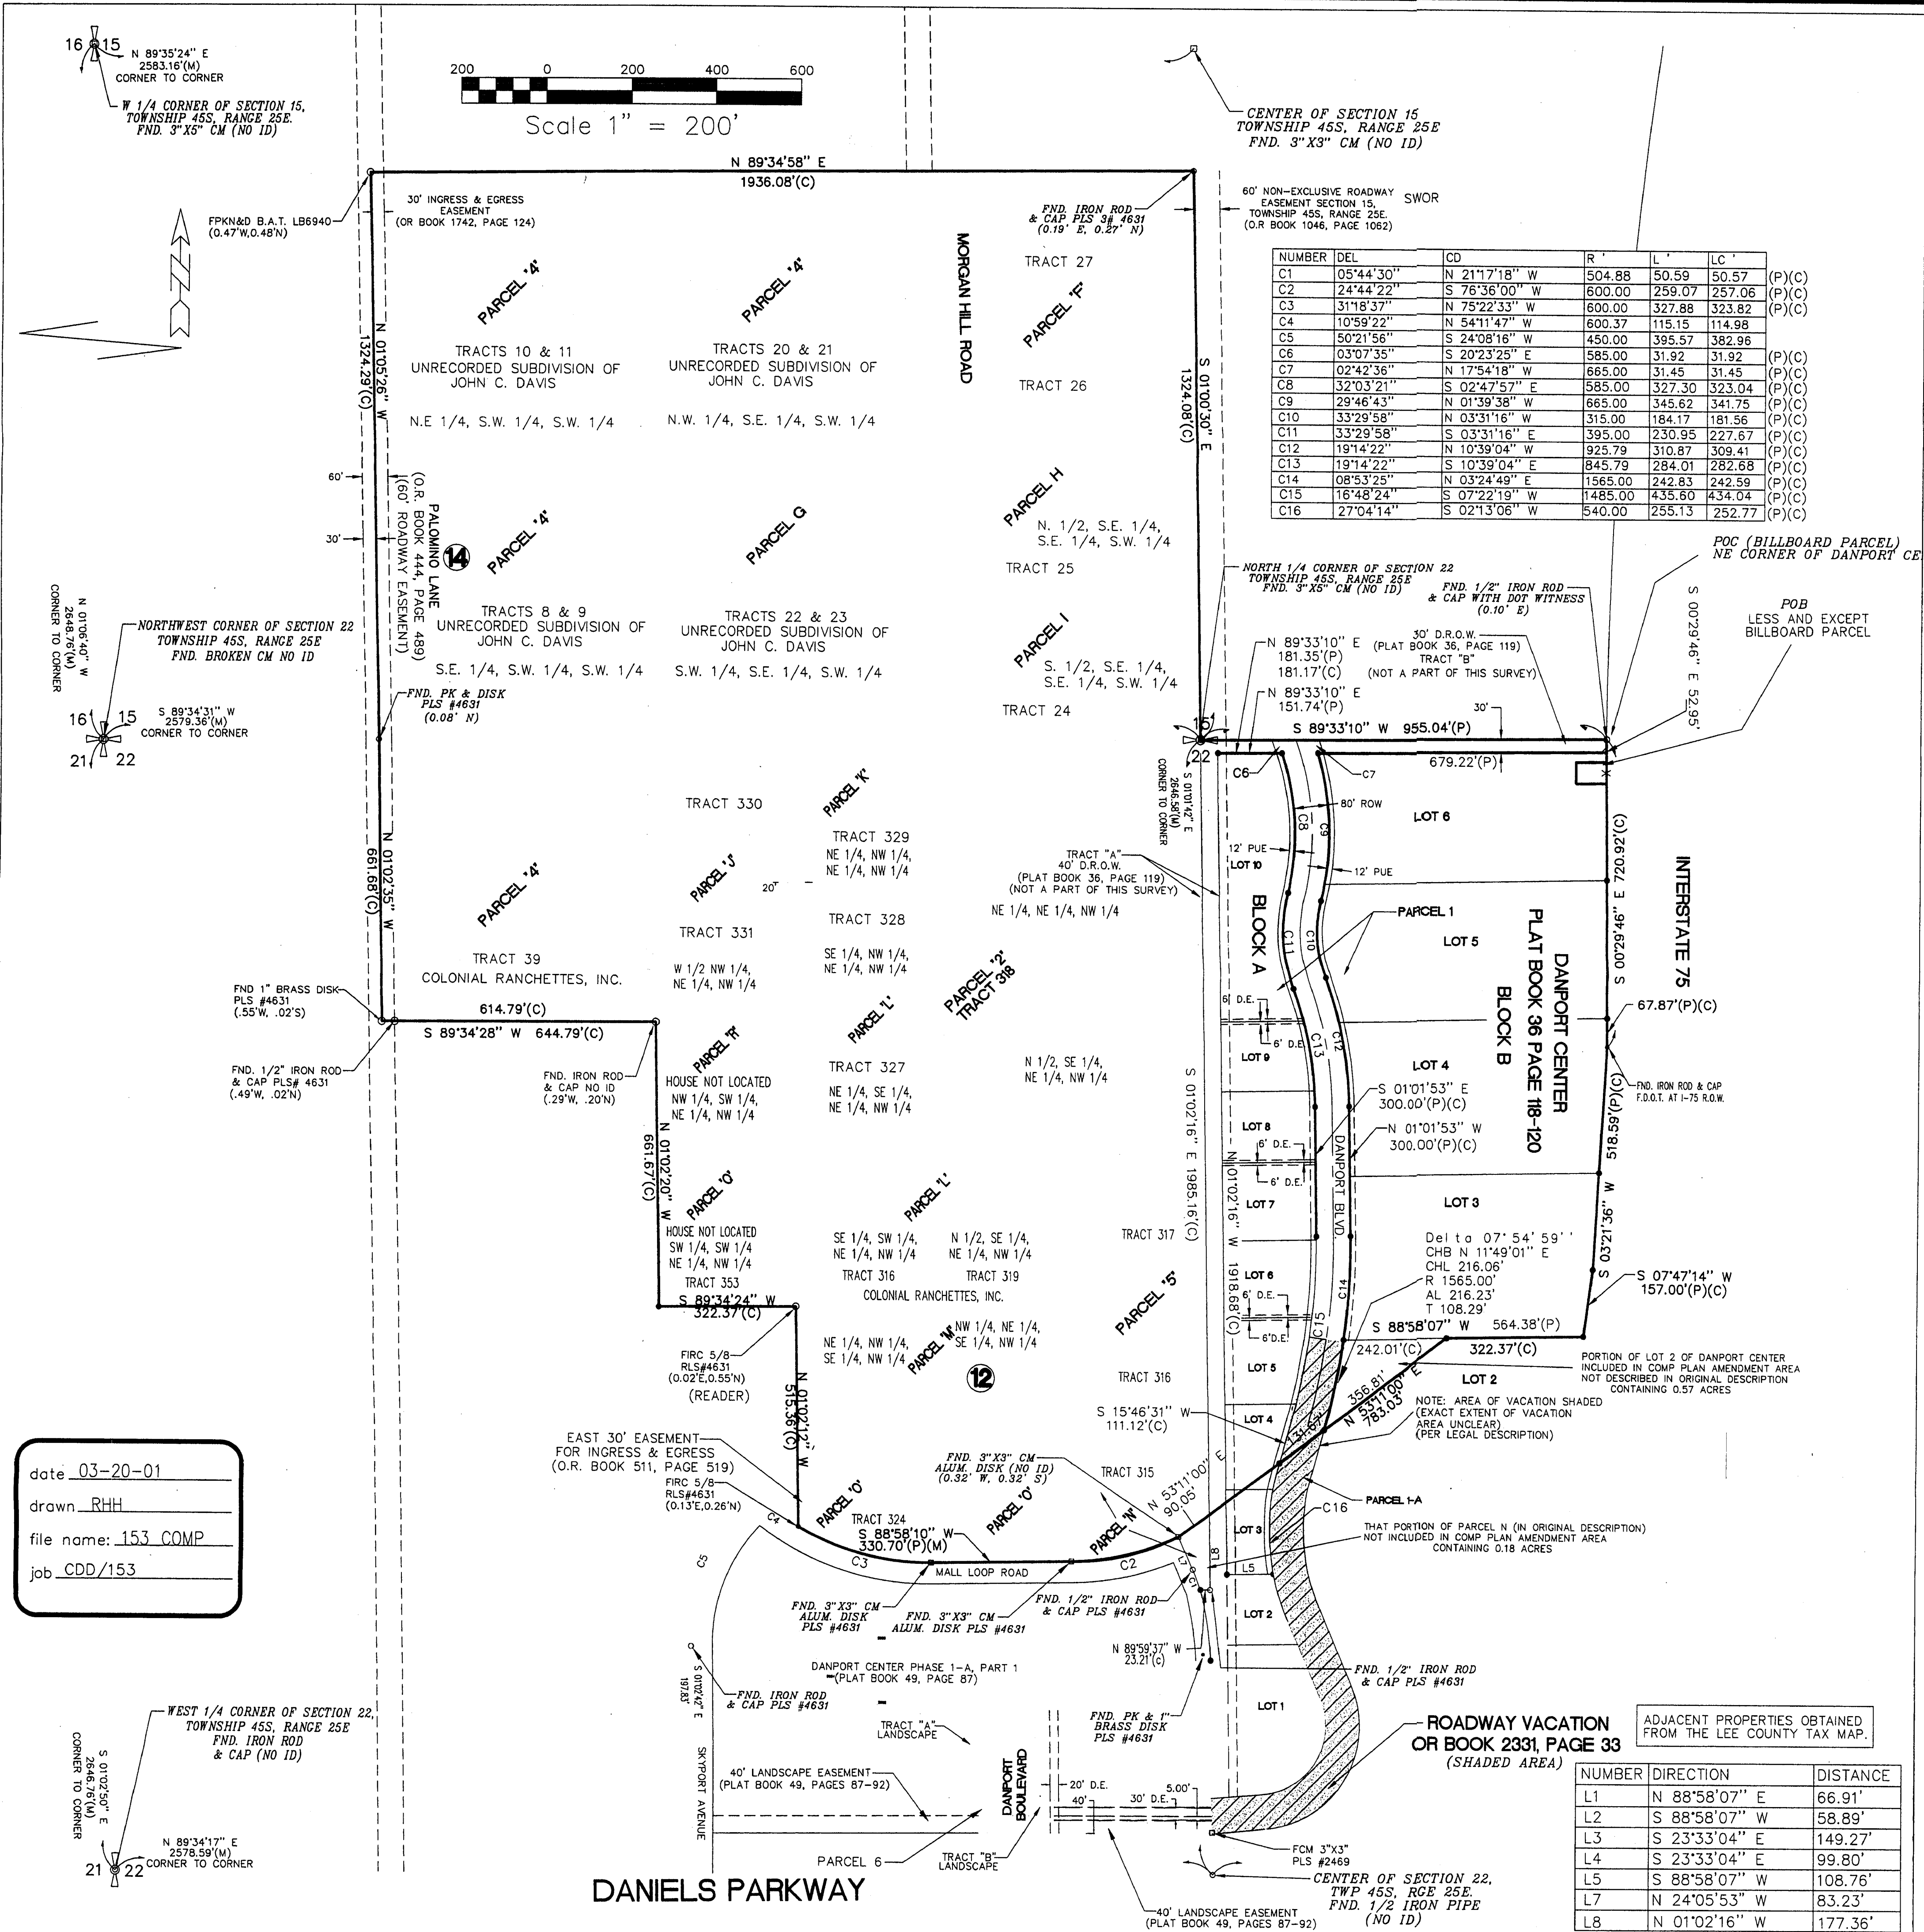 16 15
N 89°35'24" E
2583.16'(M)
CORNER TO CORNER
W 1/4 CORNER OF SECTION 15,
TOWNSHIP 45S, RANGE 25E.
FND. 3"X5" CM (NO ID)
200 0 200 400 600
Scale 1" = 200'
CENTER OF SECTION 15
TOWNSHIP 45S, RANGE 25E
FND. 3"X3" CM (NO ID)
N 89°34'58" E
1936.08'(C)
FPKN&D B.A.T. LB6940
(0.47'W,0.48'N)
30' INGRESS & EGRESS
EASEMENT
(OR BOOK 1742, PAGE 124)
FND. IRON ROD
& CAP PLS 3# 4631
(0.19' E, 0.27' N)
60' NON-EXCLUSIVE ROADWAY
EASEMENT SECTION 15,
TOWNSHIP 45S, RANGE 25E.
(O.R BOOK 1046, PAGE 1062)
SWOR
N
NUMBER DEL CD R ' L ' LC '
C1 05°44'30" N 21°17'18" W 504.88 50.59 50.57 (P)(C)
C2 24°44'22" S 76°36'00" W 600.00 259.07 257.06 (P)(C)
C3 31°18'37" N 75°22'33" W 600.00 327.88 323.82 (P)(C)
C4 10°59'22" N 54°11'47" W 600.37 115.15 114.98
C5 50°21'56" S 24°08'16" W 450.00 395.57 382.96
C6 03°07'35" S 20°23'25" E 585.00 31.92 31.92 (P)(C)
C7 02°42'36" N 17°54'18" W 665.00 31.45 31.45 (P)(C)
C8 32°03'21" S 02°47'57" E 585.00 327.30 323.04 (P)(C)
C9 29°46'43" N 01°39'38" W 665.00 345.62 341.75 (P)(C)
C10 33°29'58" N 03°31'16" W 315.00 184.17 181.56 (P)(C)
C11 33°29'58" S 03°31'16" E 395.00 230.95 227.67 (P)(C)
C12 19°14'22" N 10°39'04" W 925.79 310.87 309.41 (P)(C)
C13 19°14'22" S 10°39'04" E 845.79 284.01 282.68 (P)(C)
C14 08°53'25" N 03°24'49" E 1565.00 242.83 242.59 (P)(C)
C15 16°48'24" S 07°22'19" W 1485.00 435.60 434.04 (P)(C)
C16 27°04'14" S 02°13'06" W 540.00 255.13 252.77 (P)(C)
PARCEL '4'
TRACTS 10 & 11
UNRECORDED SUBDIVISION OF
JOHN C. DAVIS
N.E 1/4, S.W. 1/4, S.W. 1/4
PARCEL '4'
TRACTS 20 & 21
UNRECORDED SUBDIVISION OF
JOHN C. DAVIS
N.W. 1/4, S.E. 1/4, S.W. 1/4
MORGAN HILL ROAD
TRACT 27
PARCEL 'F'
TRACT 26
N 01°05'26" W
1324.29'(C)
S 01°00'30" E
1324.08'(C)
60'
30'
PALOMINO LANE
(O.R. BOOK 444, PAGE 489)
(60' ROADWAY EASEMENT)
14
PARCEL '4'
TRACTS 8 & 9
UNRECORDED SUBDIVISION OF
JOHN C. DAVIS
S.E. 1/4, S.W. 1/4, S.W. 1/4
PARCEL G
TRACTS 22 & 23
UNRECORDED SUBDIVISION OF
JOHN C. DAVIS
S.W. 1/4, S.E. 1/4, S.W. 1/4
PARCEL H
N. 1/2, S.E. 1/4,
S.E. 1/4, S.W. 1/4
TRACT 25
PARCEL I
S. 1/2, S.E. 1/4,
S.E. 1/4, S.W. 1/4
TRACT 24
N 01°06'40" W
2648.76'(M)
CORNER TO CORNER
NORTHWEST CORNER OF SECTION 22
TOWNSHIP 45S, RANGE 25E
FND. BROKEN CM NO ID
16 15
S 89°34'31" W
2579.36'(M)
CORNER TO CORNER
21 22
FND. PK & DISK
PLS #4631
(0.08' N)
NORTH 1/4 CORNER OF SECTION 22
TOWNSHIP 45S, RANGE 25E
FND. 3"X5" CM (NO ID)
FND. 1/2" IRON ROD
& CAP WITH DOT WITNESS
(0.10' E)
POC (BILLBOARD PARCEL)
NE CORNER OF DANPORT CE
S 00°29'46" E 52.95'
POB
LESS AND EXCEPT
BILLBOARD PARCEL
N 89°33'10" E
181.35'(P)
181.17'(C)
N 89°33'10" E
151.74'(P)
30' D.R.O.W.
(PLAT BOOK 36, PAGE 119)
TRACT "B"
(NOT A PART OF THIS SURVEY)
30'
S 89°33'10" W 955.04'(P)
679.22'(P)
15
22
C6
C7
S 01°01'42" E
2646.58'(M)
CORNER TO CORNER
80' ROW
C8
C9
12' PUE
12' PUE
LOT 6
LOT 10
TRACT "A"
40' D.R.O.W.
(PLAT BOOK 36, PAGE 119)
(NOT A PART OF THIS SURVEY)
NE 1/4, NE 1/4, NW 1/4
BLOCK A
PARCEL 1
LOT 5
C10
C11
INTERSTATE 75
S 00°29'46" E 720.92'(C)
DANPORT CENTER
PLAT BOOK 36 PAGE 118-120
BLOCK B
67.87'(P)(C)
FND. IRON ROD & CAP
F.D.O.T. AT I-75 R.O.W.
N 01°02'35" W
661.68'(C)
PARCEL '4'
TRACT 39
COLONIAL RANCHETTES, INC.
614.79'(C)
S 89°34'28" W 644.79'(C)
FND 1" BRASS DISK
PLS #4631
(.55'W, .02'S)
FND. 1/2" IRON ROD
& CAP PLS# 4631
(.49'W, .02'N)
FND. IRON ROD
& CAP NO ID
(.29'W, .20'N)
TRACT 330
PARCEL 'K'
TRACT 329
NE 1/4, NW 1/4,
NE 1/4, NW 1/4
PARCEL 'J'
20'
TRACT 328
SE 1/4, NW 1/4,
NE 1/4, NW 1/4
TRACT 331
W 1/2 NW 1/4,
NE 1/4, NW 1/4
PARCEL '2'
TRACT 318
PARCEL 'L'
TRACT 327
NE 1/4, SE 1/4,
NE 1/4, NW 1/4
N 1/2, SE 1/4,
NE 1/4, NW 1/4
PARCEL 'R'
HOUSE NOT LOCATED
NW 1/4, SW 1/4,
NE 1/4, NW 1/4
N 01°02'20" W
661.67'(C)
PARCEL 'Q'
HOUSE NOT LOCATED
SW 1/4, SW 1/4
NE 1/4, NW 1/4
TRACT 353
S 89°34'24" W
322.37'(C)
PARCEL 'L'
SE 1/4, SW 1/4,
NE 1/4, NW 1/4
N 1/2, SE 1/4,
NE 1/4, NW 1/4
TRACT 316
TRACT 319
COLONIAL RANCHETTES, INC.
TRACT 317
PARCEL '5'
S 01°02'16" E 1985.16'(C)
N 01°02'16" W 1918.68'(C)
6' D.E.
6' D.E.
LOT 9
C13
C12
LOT 4
S 01°01'53" E
300.00'(P)(C)
N 01°01'53" W
300.00'(P)(C)
LOT 8
6' D.E.
6' D.E.
LOT 7
DANPORT BLVD.
LOT 3
518.59'(P)(C)
S 03°21'36" W
S 07°47'14" W
157.00'(P)(C)
Delta 07°54'59"
CHB N 11°49'01" E
CHL 216.06'
R 1565.00'
AL 216.23'
T 108.29'
LOT 6
6' D.E.
6'D.E.
C14
C15
S 88°58'07" W 564.38'(P)
242.01'(C)
322.37'(C)
LOT 5
LOT 2
PORTION OF LOT 2 OF DANPORT CENTER
INCLUDED IN COMP PLAN AMENDMENT AREA
NOT DESCRIBED IN ORIGINAL DESCRIPTION
CONTAINING 0.57 ACRES
NOTE: AREA OF VACATION SHADED
(EXACT EXTENT OF VACATION
AREA UNCLEAR)
(PER LEGAL DESCRIPTION)
356.81'
N 53°11'00" E
783.03'
131.67'
LOT 4
S 15°46'31" W
111.12'(C)
NE 1/4, NW 1/4,
SE 1/4, NW 1/4
PARCEL 'M'
NW 1/4, NE 1/4,
SE 1/4, NW 1/4
12
TRACT 316
TRACT 315
FIRC 5/8
RLS#4631
(0.02'E,0.55'N)
(READER)
N 01°02'12" W
515.36'(C)
EAST 30' EASEMENT
FOR INGRESS & EGRESS
(O.R. BOOK 511, PAGE 519)
FIRC 5/8
RLS#4631
(0.13'E,0.26'N)
FND. 3"X3" CM
ALUM. DISK (NO ID)
(0.32' W, 0.32' S)
N 53°11'00" E
90.05'
PARCEL 'O'
TRACT 324
S 88°58'10" W
330.70'(P)(M)
PARCEL 'O'
PARCEL 'N'
C4
C5
C3
MALL LOOP ROAD
C2
L7
C1
L8
L5
LOT 3
C16
PARCEL 1-A
THAT PORTION OF PARCEL N (IN ORIGINAL DESCRIPTION)
NOT INCLUDED IN COMP PLAN AMENDMENT AREA
CONTAINING 0.18 ACRES
FND. 3"X3" CM
ALUM. DISK
PLS #4631
FND. 3"X3" CM
ALUM. DISK PLS #4631
FND. 1/2" IRON ROD
& CAP PLS #4631
LOT 2
N 89°59'37" W
23.21'(c)
FND. 1/2" IRON ROD
& CAP PLS #4631
date 03-20-01
drawn RHH
file name: 153 COMP
job CDD/153
S 01°02'42" E
197.83'
DANPORT CENTER PHASE 1-A, PART 1
(PLAT BOOK 49, PAGE 87)
FND. IRON ROD
& CAP PLS #4631
TRACT "A"
LANDSCAPE
FND. PK & 1"
BRASS DISK
PLS #4631
LOT 1
ROADWAY VACATION
OR BOOK 2331, PAGE 33
(SHADED AREA)
ADJACENT PROPERTIES OBTAINED
FROM THE LEE COUNTY TAX MAP.
WEST 1/4 CORNER OF SECTION 22,
TOWNSHIP 45S, RANGE 25E
FND. IRON ROD
& CAP (NO ID)
S 01°02'50" E
2646.76'(M)
CORNER TO CORNER
N 89°34'17" E
2578.59'(M)
CORNER TO CORNER
21 22
SKYPORT AVENUE
40' LANDSCAPE EASEMENT
(PLAT BOOK 49, PAGES 87-92)
DANPORT
BOULEVARD
20' D.E.
40'
30' D.E.
5.00'
PARCEL 6
TRACT "B"
LANDSCAPE
FCM 3"X3"
PLS #2469
CENTER OF SECTION 22,
TWP 45S, RGE 25E.
FND. 1/2 IRON PIPE
(NO ID)
40' LANDSCAPE EASEMENT
(PLAT BOOK 49, PAGES 87-92)
DANIELS PARKWAY
NUMBER DIRECTION DISTANCE
L1 N 88°58'07" E 66.91'
L2 S 88°58'07" W 58.89'
L3 S 23°33'04" E 149.27'
L4 S 23°33'04" E 99.80'
L5 S 88°58'07" W 108.76'
L7 N 24°05'53" W 83.23'
L8 N 01°02'16" W 177.36'